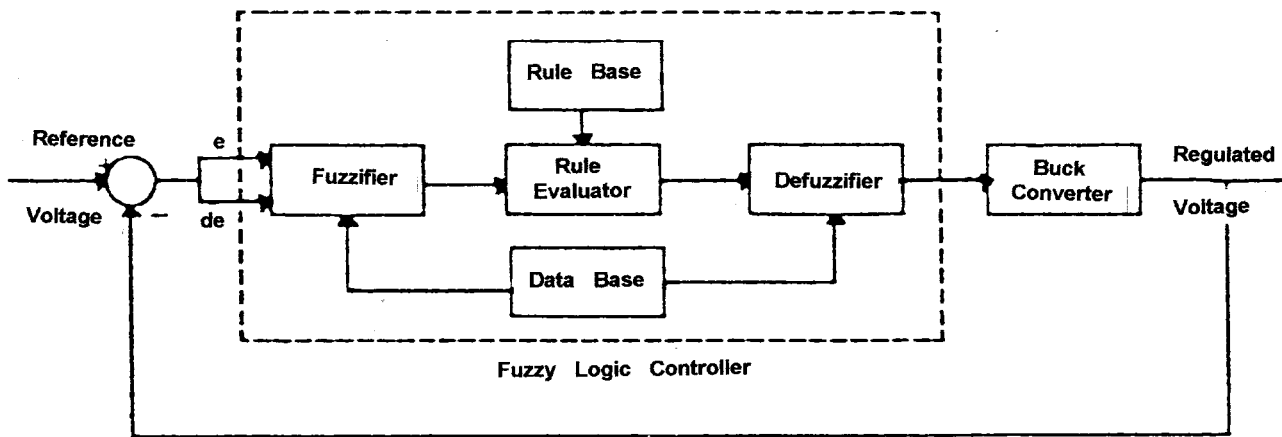 Rule Base
Reference
+
Voltage
−
e
de
Fuzzifier
Rule
Evaluator
Defuzzifier
Buck
Converter
Regulated
Voltage
Data Base
Fuzzy Logic Controller